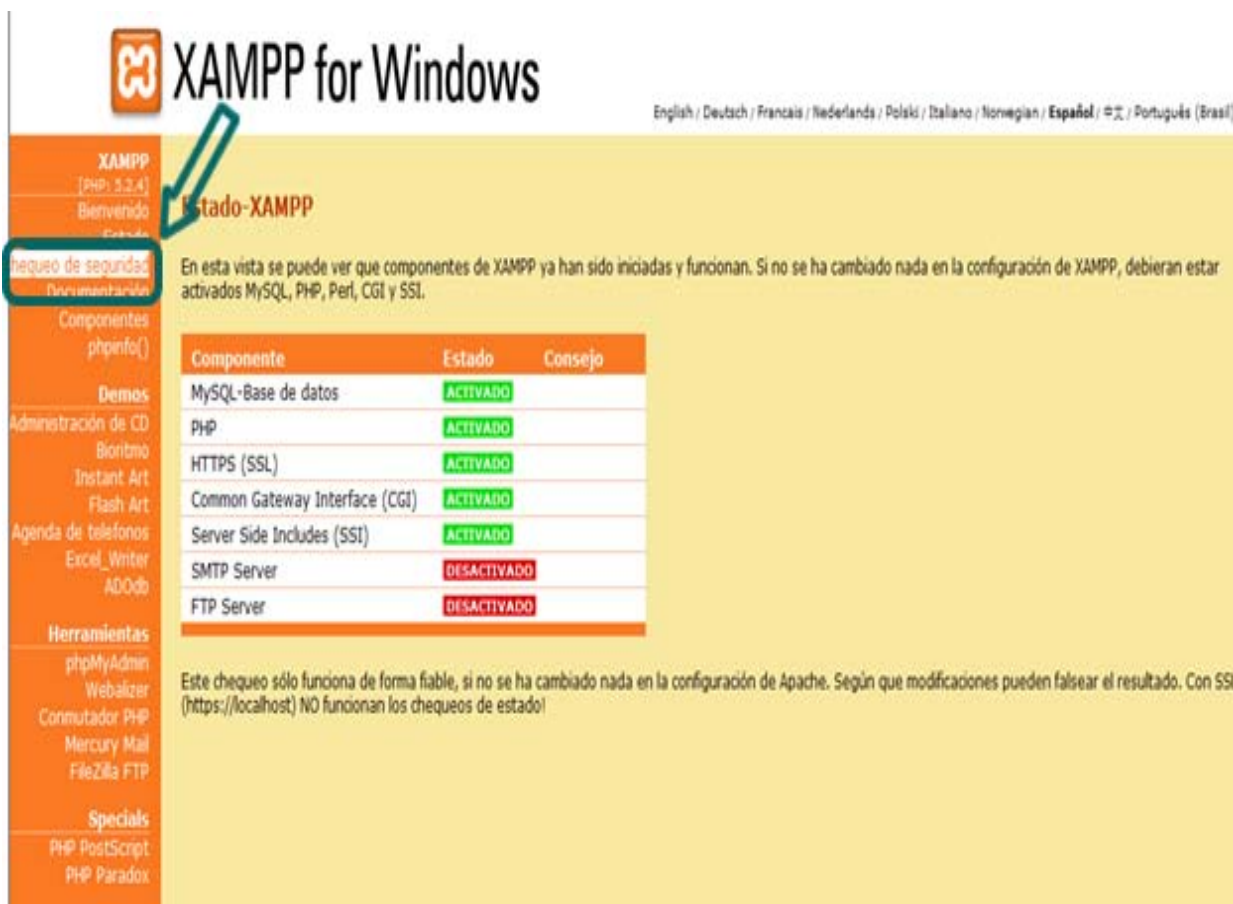 XAMPP for Windows
English / Deutsch / Francais / Nederlands / Polski / Italiano / Norwegian / Español / 中文 / Português (Brasil)
XAMPP
[PHP: 5.2.4]
Bienvenido
Estado
hequeo de seguridad
Documentación
Componentes
phpinfo()
Demos
Administración de CD
Bioritmo
Instant Art
Flash Art
Agenda de telefonos
Excel_Writer
ADOdb
Herramientas
phpMyAdmin
Webalizer
Conmutador PHP
Mercury Mail
FileZilla FTP
Specials
PHP PostScript
PHP Paradox
Estado-XAMPP
En esta vista se puede ver que componentes de XAMPP ya han sido iniciadas y funcionan. Si no se ha cambiado nada en la configuración de XAMPP, debieran estar
activados MySQL, PHP, Perl, CGI y SSI.
Componente Estado Consejo
MySQL-Base de datos ACTIVADO
PHP ACTIVADO
HTTPS (SSL) ACTIVADO
Common Gateway Interface (CGI) ACTIVADO
Server Side Includes (SSI) ACTIVADO
SMTP Server DESACTIVADO
FTP Server DESACTIVADO
Este chequeo sólo funciona de forma fiable, si no se ha cambiado nada en la configuración de Apache. Según que modificaciones pueden falsear el resultado. Con SSL
(https://localhost) NO funcionan los chequeos de estado!